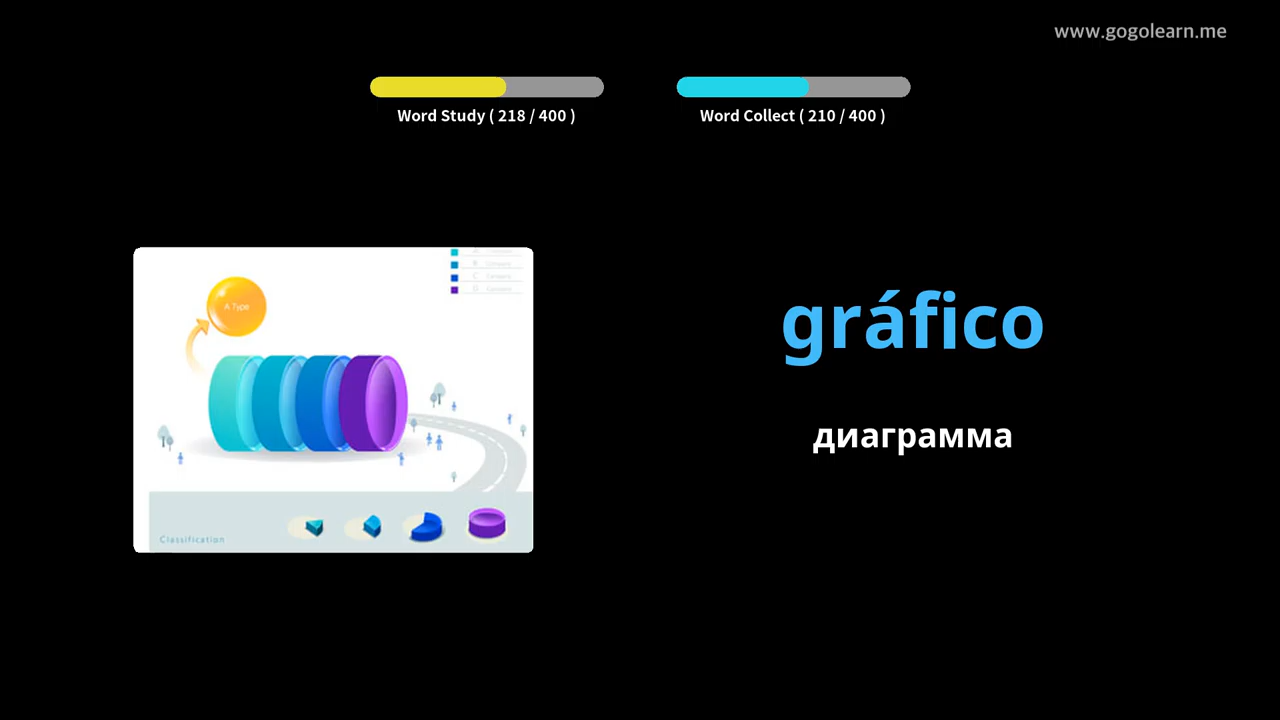 www.gogolearn.me
Word Study ( 218 / 400 )
Word Collect ( 210 / 400 )
A Type
B
C
D
gráfico
диаграмма
Classification